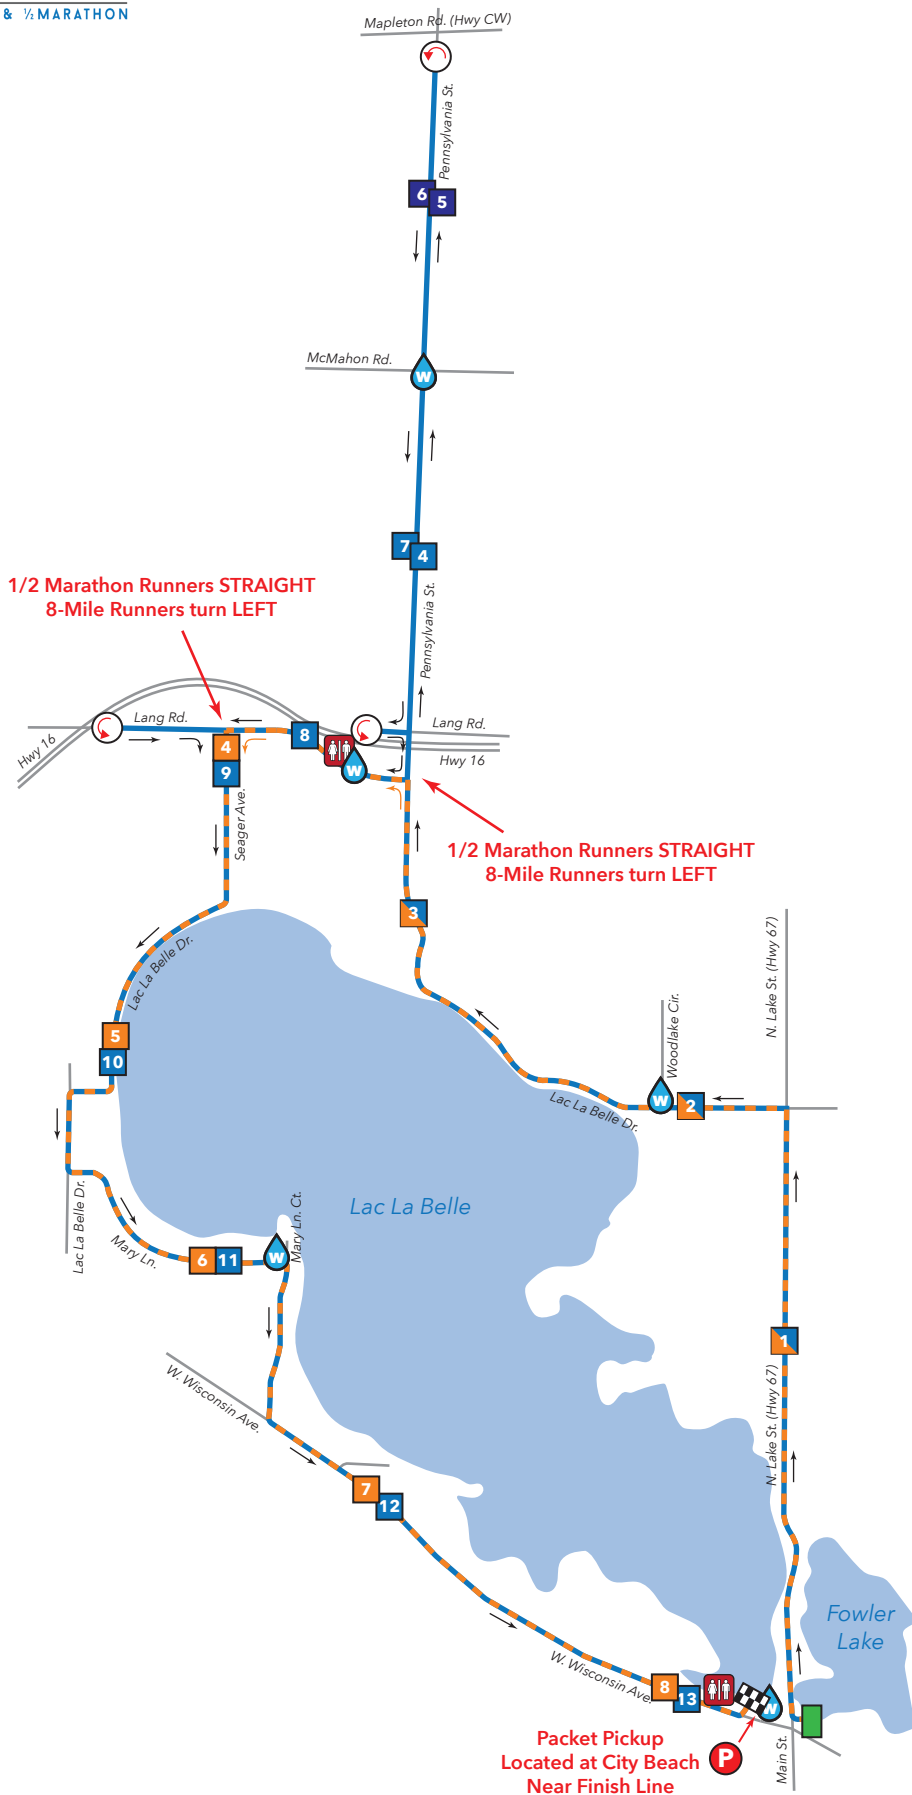 & ½ MARATHON
Mapleton Rd. (Hwy CW)
Pennsylvania St.
6
5
McMahon Rd.
W
7
4
1/2 Marathon Runners STRAIGHT
8-Mile Runners turn LEFT
Pennsylvania St.
Lang Rd.
8
Lang Rd.
Hwy 16
4
W
Hwy 16
9
Seager Ave.
1/2 Marathon Runners STRAIGHT
8-Mile Runners turn LEFT
3
Lac La Belle Dr.
N. Lake St. (Hwy 67)
5
10
Woodlake Cir.
W
2
Lac La Belle Dr.
Lac La Belle Dr.
Lac La Belle
Mary Ln.
Mary Ln. Ct.
6
11
W
1
W. Wisconsin Ave.
N. Lake St. (Hwy 67)
7
12
Fowler
Lake
W. Wisconsin Ave.
8
13
W
Main St.
Packet Pickup
Located at City Beach
Near Finish Line
P